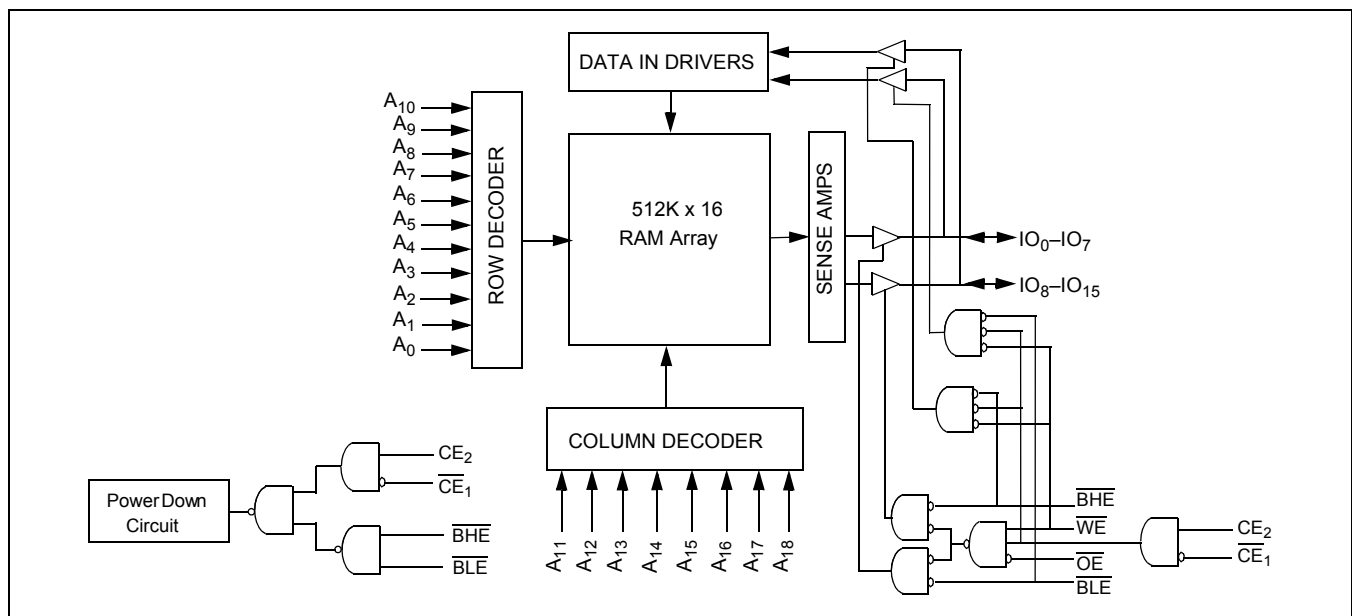 DATA IN DRIVERS
A10
A9
A8
A7
A6
A5
A4
A3
A2
A1
A0
ROW DECODER
512K x 16
RAM Array
SENSE AMPS
IO0–IO7
IO8–IO15
COLUMN DECODER
A11
A12
A13
A14
A15
A16
A17
A18
Power Down
Circuit
CE2
CE1
BHE
BLE
BHE
WE
OE
BLE
CE2
CE1